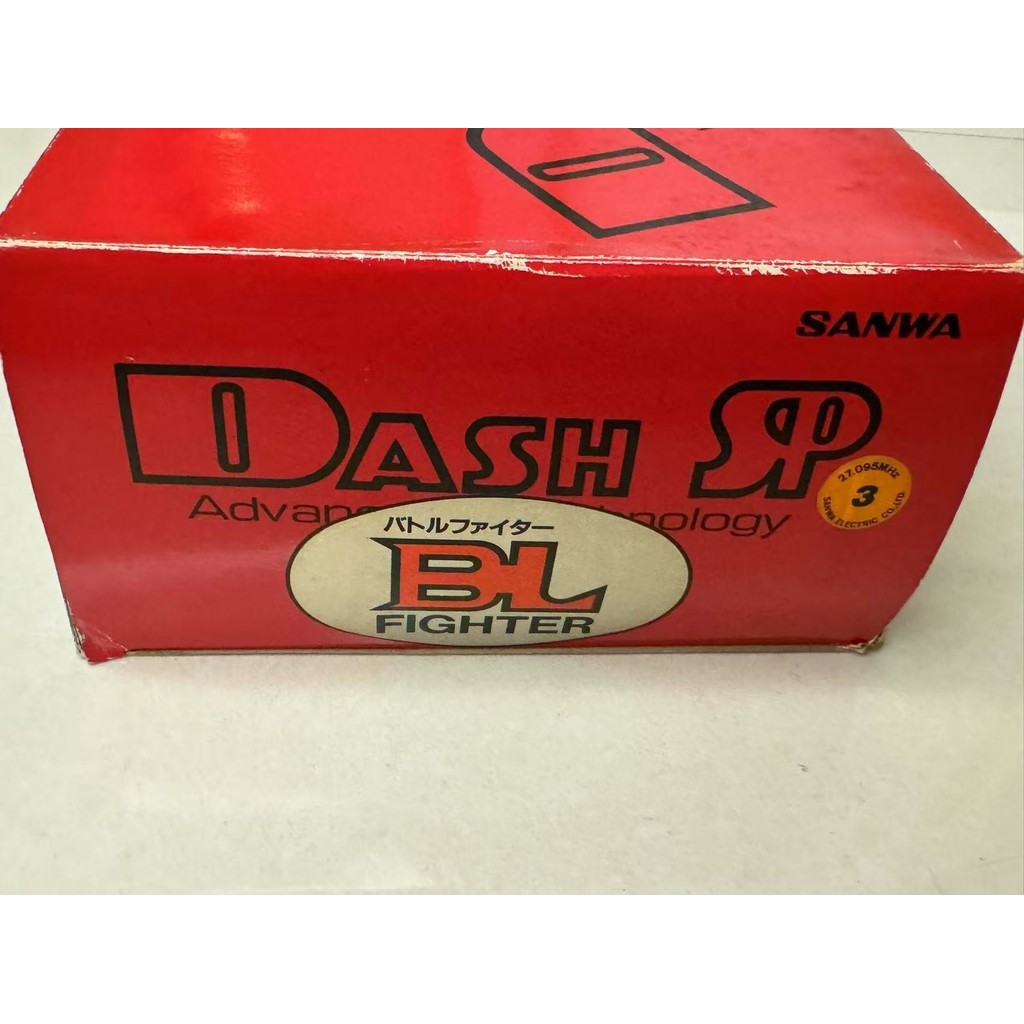 SANWA
DASH SP
Advan nology
バトルファイター
BL
FIGHTER
27.095MHz
3
SANWA ELECTRIC CO.,LTD.